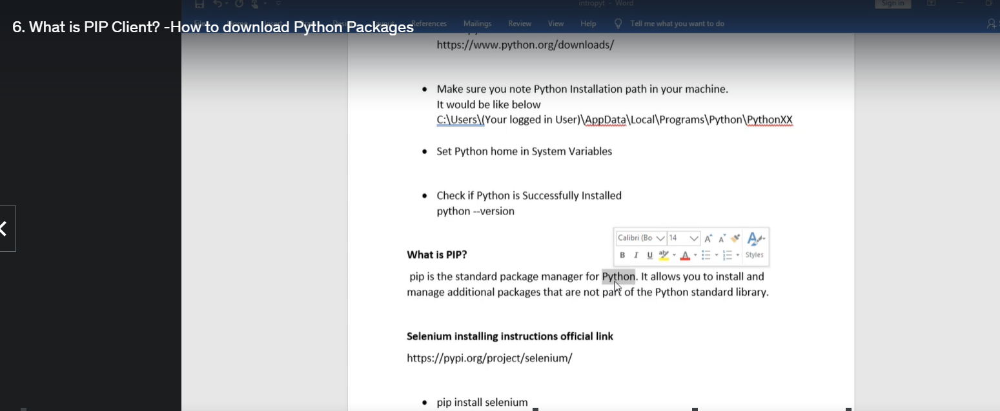 intropyt - Word
Sign in
6. What is PIP Client? -How to download Python Packages
References Mailings Review View Help Tell me what you want to do
https://www.python.org/downloads/
• Make sure you note Python Installation path in your machine.
It would be like below
C:\Users\(Your logged in User)\AppData\Local\Programs\Python\PythonXX
• Set Python home in System Variables
• Check if Python is Successfully Installed
python --version
Calibri (Bo 14
B I U aby A Styles
What is PIP?
pip is the standard package manager for Python. It allows you to install and
manage additional packages that are not part of the Python standard library.
Selenium installing instructions official link
https://pypi.org/project/selenium/
• pip install selenium